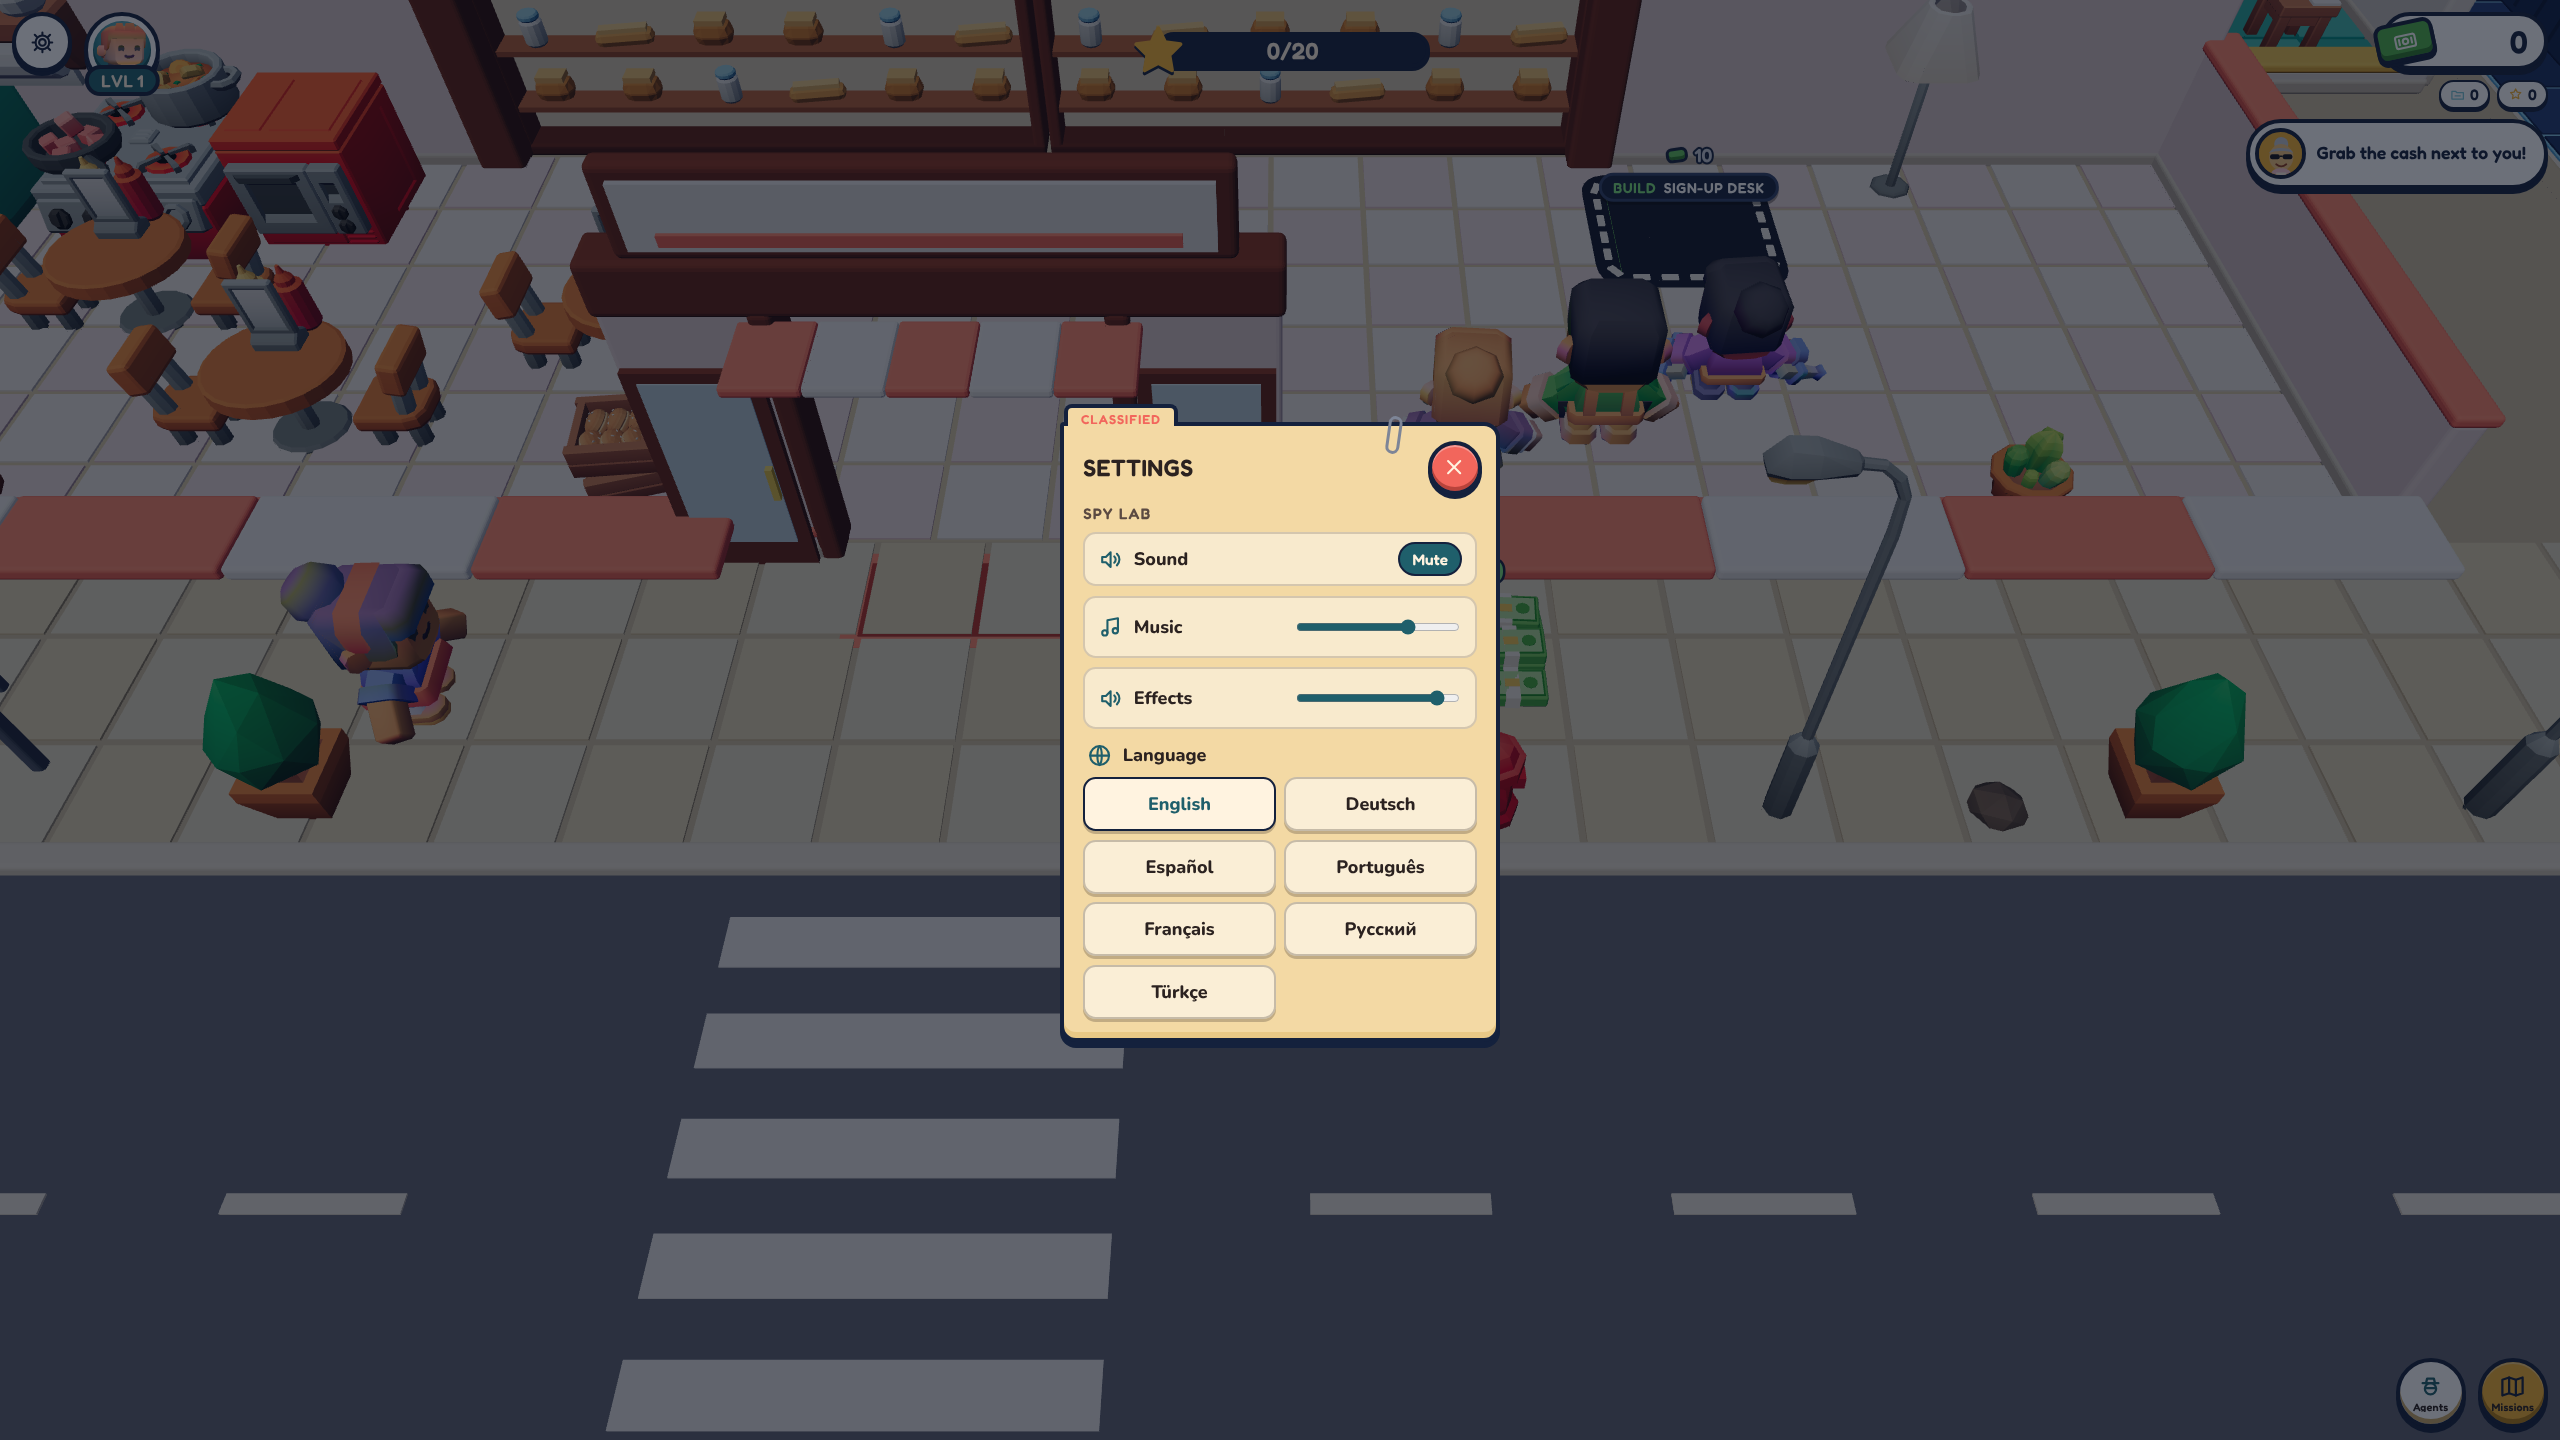 LVL 1
0/20
0
0
0
Grab the cash next to you!
10
BUILD SIGN-UP DESK
CLASSIFIED
SETTINGS
SPY LAB
Sound
Mute
Music
Effects
Language
English
Deutsch
Español
Português
Français
Русский
Türkçe
Agents
Missions